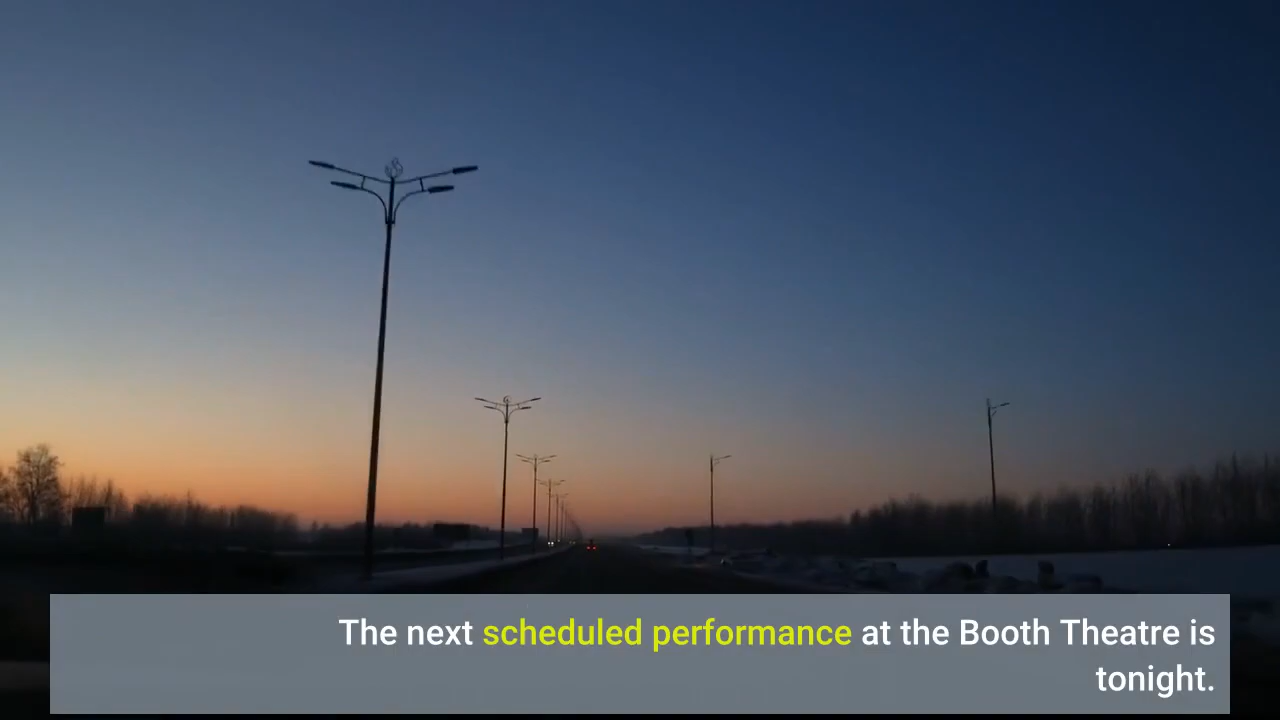 The next scheduled performance at the Booth Theatre is
tonight.